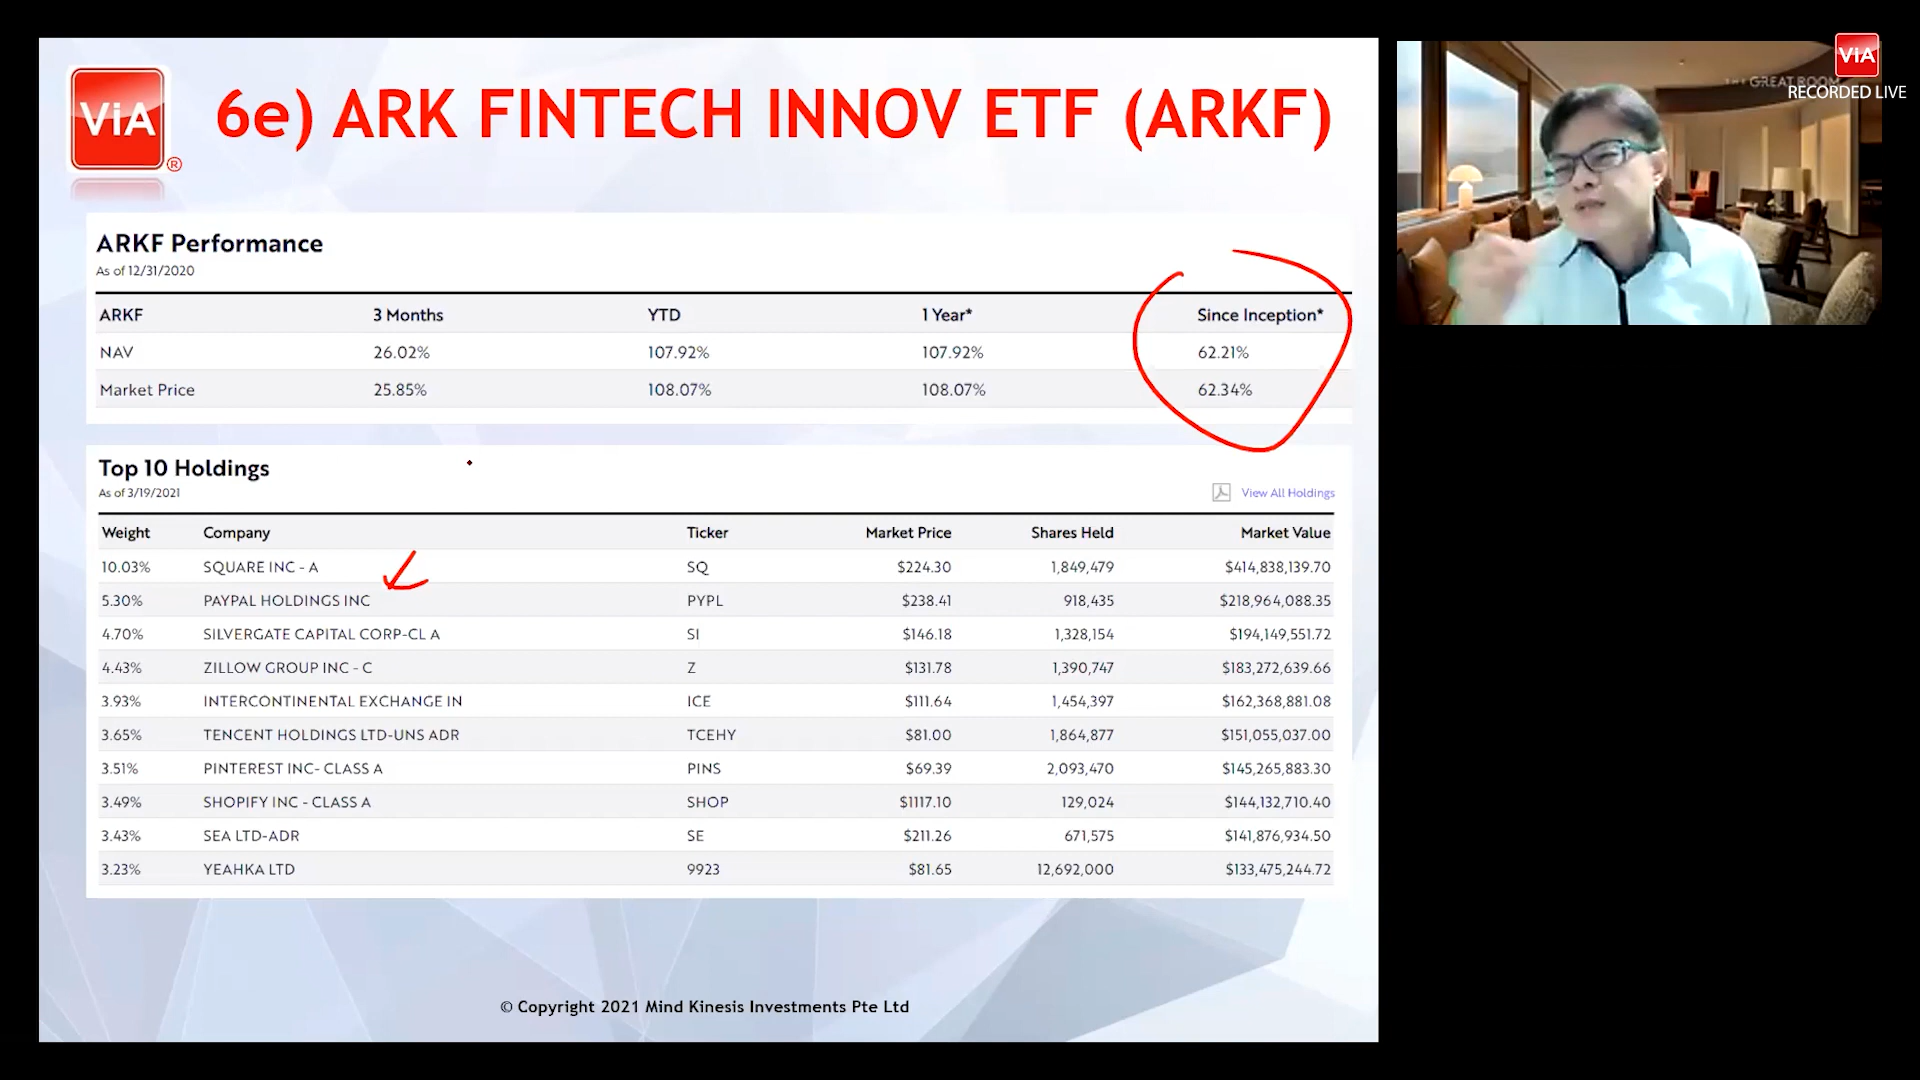 ViA
®
6e) ARK FINTECH INNOV ETF (ARKF)
ViA
THE GREAT ROOM
RECORDED LIVE
ARKF Performance
As of 12/31/2020
ARKF 3 Months YTD 1 Year* Since Inception*
NAV 26.02% 107.92% 107.92% 62.21%
Market Price 25.85% 108.07% 108.07% 62.34%
Top 10 Holdings
As of 3/19/2021
View All Holdings
Weight Company Ticker Market Price Shares Held Market Value
10.03% SQUARE INC - A SQ $224.30 1,849,479 $414,838,139.70
5.30% PAYPAL HOLDINGS INC PYPL $238.41 918,435 $218,964,088.35
4.70% SILVERGATE CAPITAL CORP-CL A SI $146.18 1,328,154 $194,149,551.72
4.43% ZILLOW GROUP INC - C Z $131.78 1,390,747 $183,272,639.66
3.93% INTERCONTINENTAL EXCHANGE IN ICE $111.64 1,454,397 $162,368,881.08
3.65% TENCENT HOLDINGS LTD-UNS ADR TCEHY $81.00 1,864,877 $151,055,037.00
3.51% PINTEREST INC- CLASS A PINS $69.39 2,093,470 $145,265,883.30
3.49% SHOPIFY INC - CLASS A SHOP $1117.10 129,024 $144,132,710.40
3.43% SEA LTD-ADR SE $211.26 671,575 $141,876,934.50
3.23% YEAHKA LTD 9923 $81.65 12,692,000 $133,475,244.72
© Copyright 2021 Mind Kinesis Investments Pte Ltd